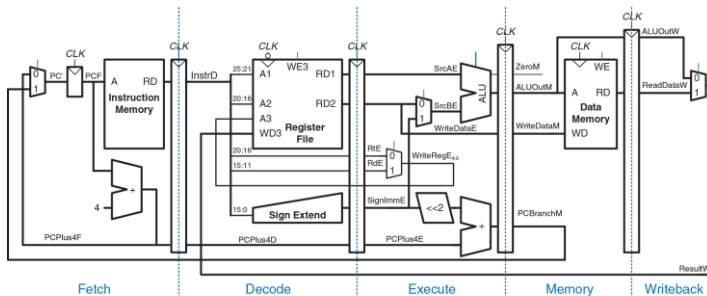 CLK CLK CLK CLK CLK CLK CLK
ALUOutW
0 1 PC' PCF A RD Instruction Memory InstrD
25:21 A1 WE3 RD1 SrcAE ZeroM WE
20:16 A2 RD2 0 1 SrcBE ALU ALUOutM A RD ReadDataW 0 1
A3 Register File Data Memory
WD3 WriteDataE WriteDataM WD
20:16 RtE 0 WriteRegE4:0
15:11 RdE 1
4 +
15:0 Sign Extend SignImmE <<2 +
PCBranchM
PCPlus4F PCPlus4D PCPlus4E
ResultW
Fetch Decode Execute Memory Writeback